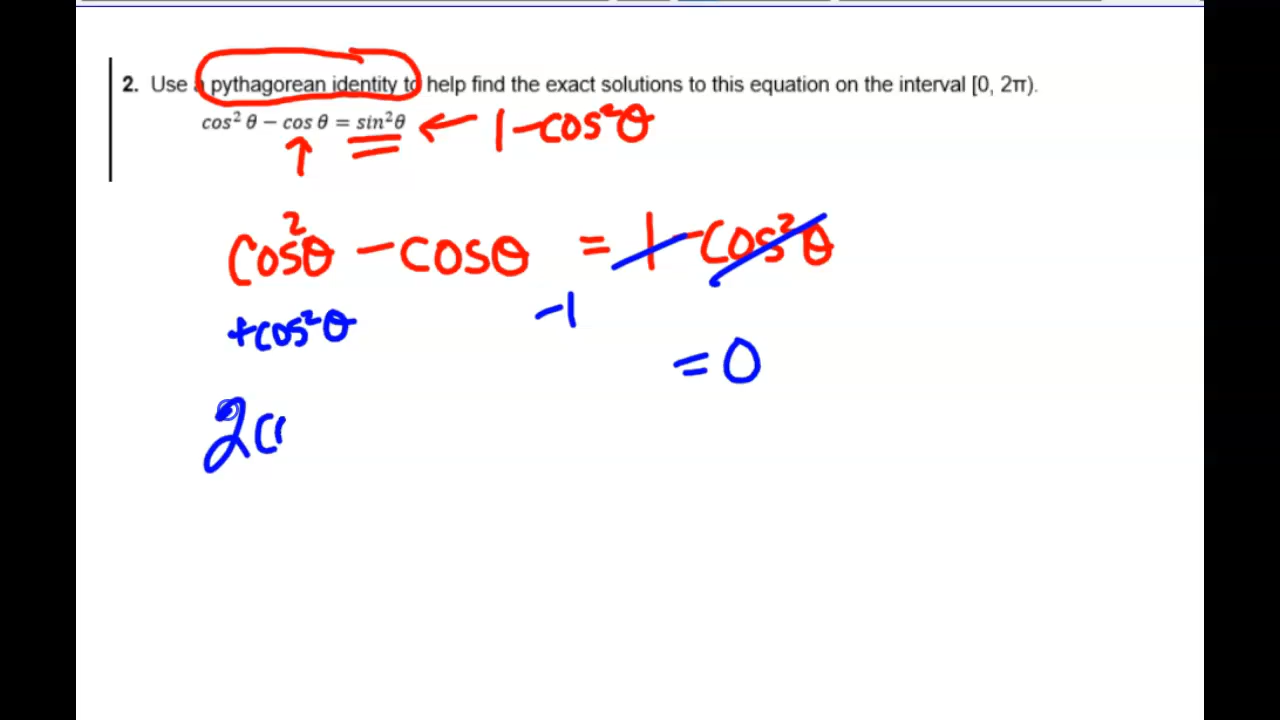 2. Use a pythagorean identity to help find the exact solutions to this equation on the interval [0, 2π).
cos² θ − cos θ = sin²θ ← 1 − cos²θ
cos²θ − cosθ = 1 − cos²θ
+cos²θ −1
= 0
2c